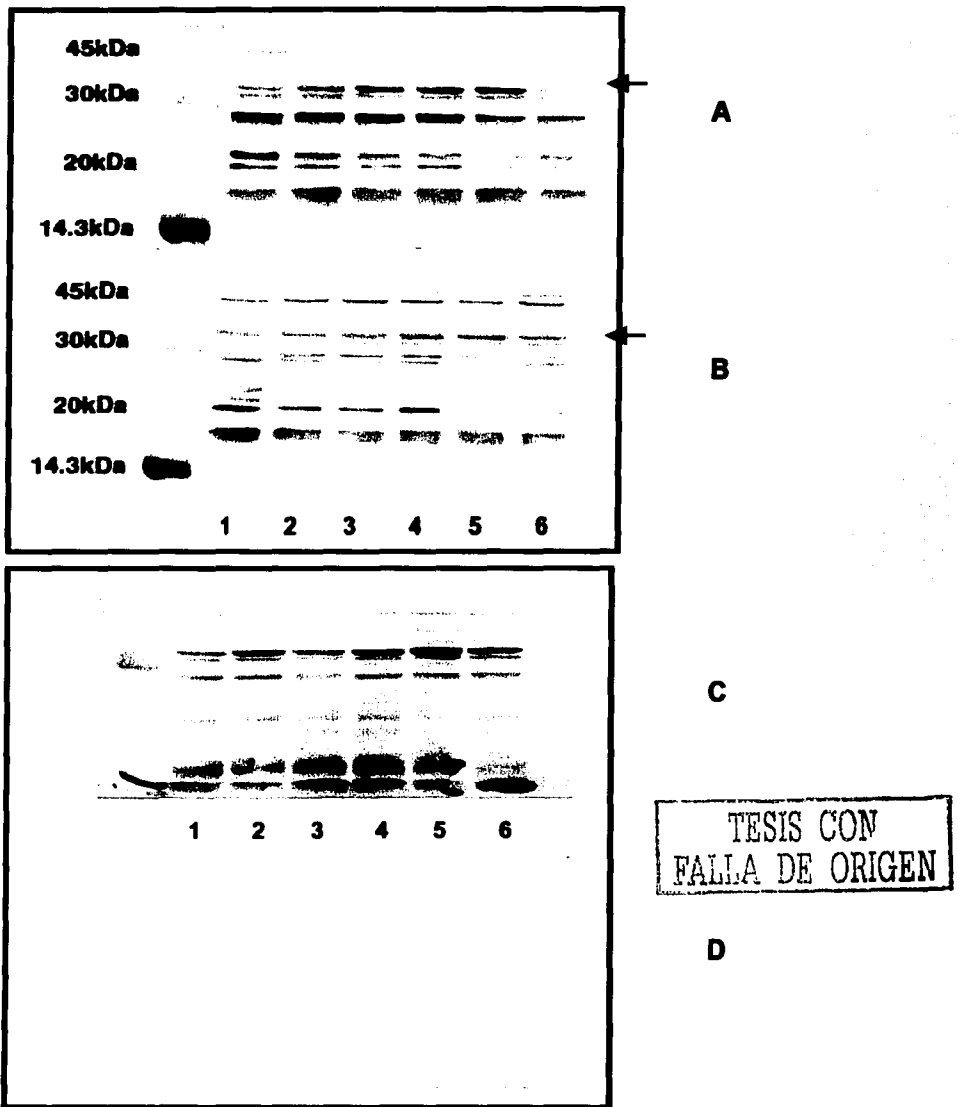 45kDa
30kDa
A
20kDa
14.3kDa
45kDa
30kDa
B
20kDa
14.3kDa
1 2 3 4 5 6
C
1 2 3 4 5 6
TESIS CON
FALLA DE ORIGEN
D